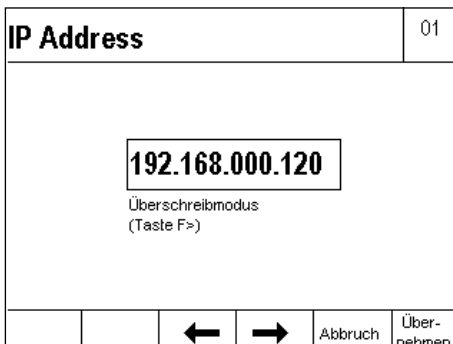 IP Address
01
192.168.000.120
Überschreibmodus
(Taste F>)
Abbruch
Über-
nehmen